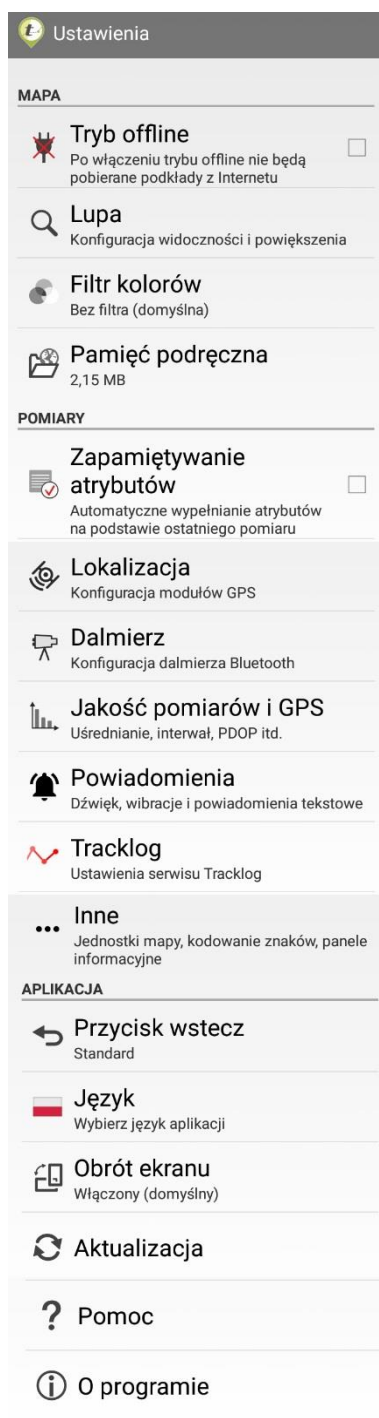 Ustawienia
MAPA
Tryb offline
Po włączeniu trybu offline nie będą
pobierane podkłady z Internetu
Lupa
Konfiguracja widoczności i powiększenia
Filtr kolorów
Bez filtra (domyślna)
Pamięć podręczna
2,15 MB
POMIARY
Zapamiętywanie
atrybutów
Automatyczne wypełnianie atrybutów
na podstawie ostatniego pomiaru
Lokalizacja
Konfiguracja modułów GPS
Dalmierz
Konfiguracja dalmierza Bluetooth
Jakość pomiarów i GPS
Uśrednianie, interwał, PDOP itd.
Powiadomienia
Dźwięk, wibracje i powiadomienia tekstowe
Tracklog
Ustawienia serwisu Tracklog
Inne
Jednostki mapy, kodowanie znaków, panele
informacyjne
APLIKACJA
Przycisk wstecz
Standard
Język
Wybierz język aplikacji
Obrót ekranu
Włączony (domyślny)
Aktualizacja
Pomoc
O programie